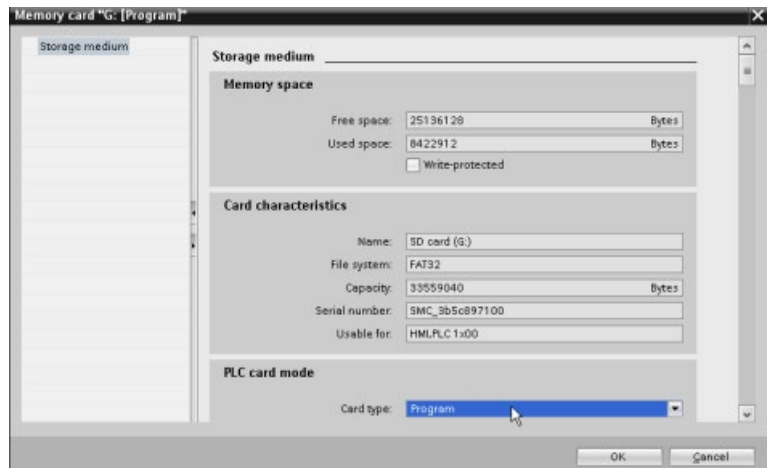 Memory card "G: [Program]"
Storage medium
Storage medium
Memory space
Free space: 25136128 Bytes
Used space: 8422912 Bytes
Write-protected
Card characteristics
Name: SD card (G:)
File system: FAT32
Capacity: 33559040 Bytes
Serial number: SMC_3b5c897100
Usable for: HMI,PLC 1x00
PLC card mode
Card type: Program
OK Cancel